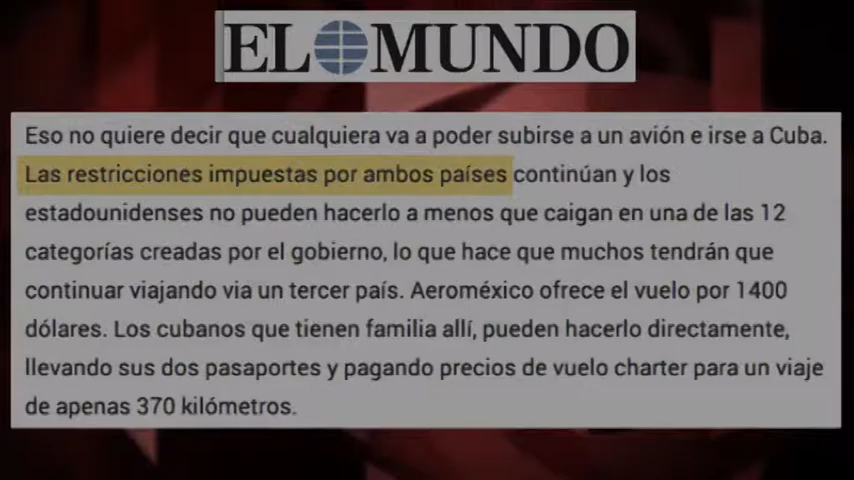 EL MUNDO
Eso no quiere decir que cualquiera va a poder subirse a un avión e irse a Cuba.
Las restricciones impuestas por ambos países continúan y los
estadounidenses no pueden hacerlo a menos que caigan en una de las 12
categorías creadas por el gobierno, lo que hace que muchos tendrán que
continuar viajando via un tercer país. Aeroméxico ofrece el vuelo por 1400
dólares. Los cubanos que tienen familia allí, pueden hacerlo directamente,
llevando sus dos pasaportes y pagando precios de vuelo charter para un viaje
de apenas 370 kilómetros.